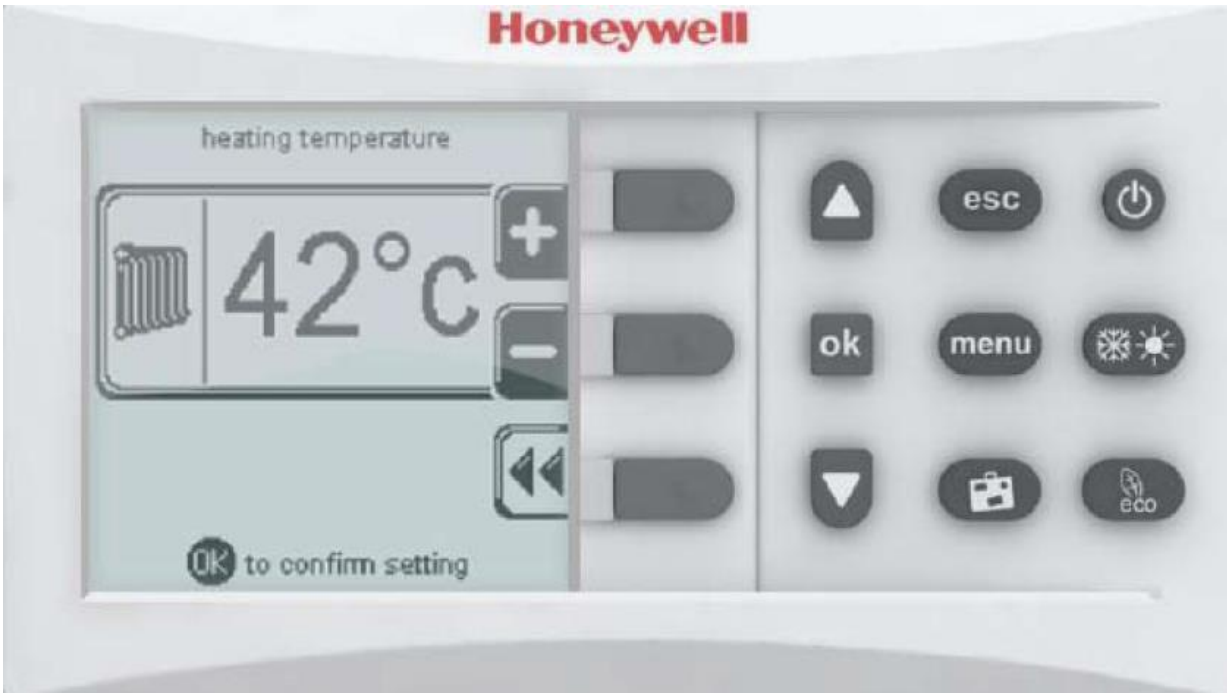 Honeywell
heating temperature
42°C
OK to confirm setting
esc
ok
menu
eco